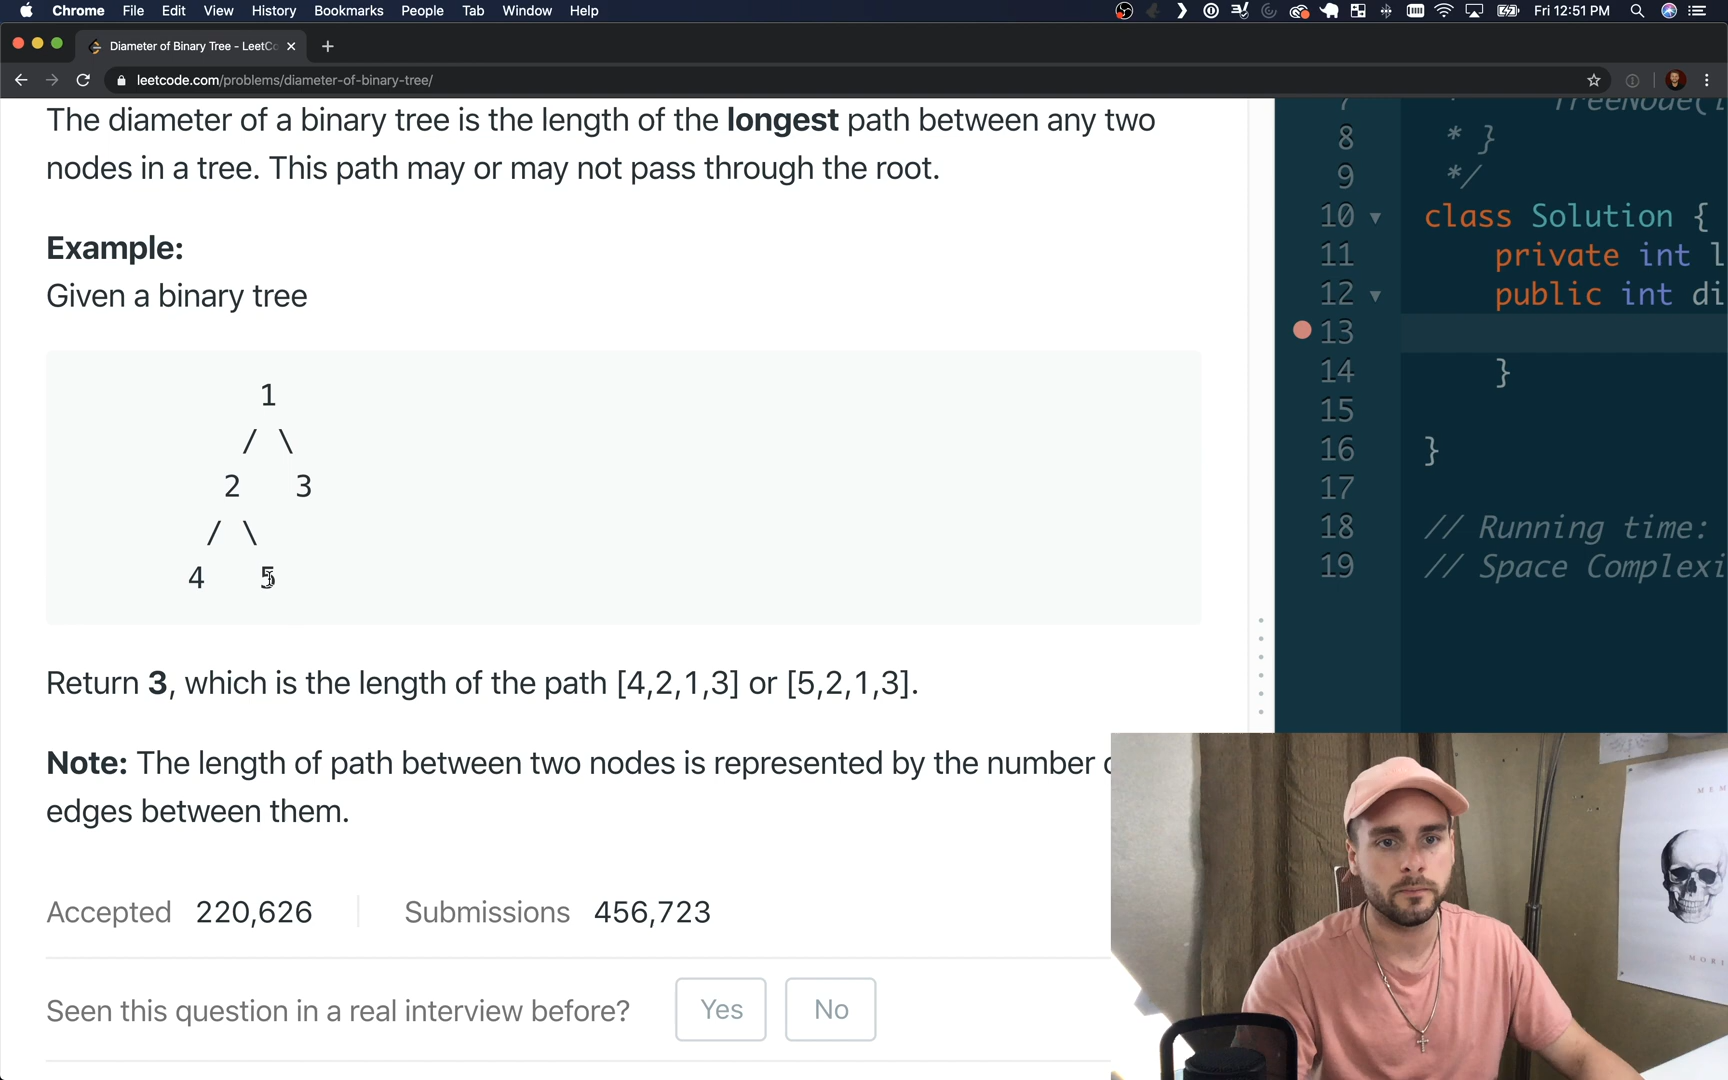 Chrome File Edit View History Bookmarks People Tab Window Help Fri 12:51 PM
Diameter of Binary Tree - LeetCo
leetcode.com/problems/diameter-of-binary-tree/
The diameter of a binary tree is the length of the longest path between any two
nodes in a tree. This path may or may not pass through the root.
Example:
Given a binary tree
1
/ \
2 3
/ \
4 5
Return 3, which is the length of the path [4,2,1,3] or [5,2,1,3].
Note: The length of path between two nodes is represented by the number
edges between them.
Accepted 220,626 Submissions 456,723
Seen this question in a real interview before? Yes No
7 * TreeNode(
8 * }
9 */
10 class Solution {
11 private int l
12 public int di
13
14 }
15
16 }
17
18 // Running time:
19 // Space Complexi